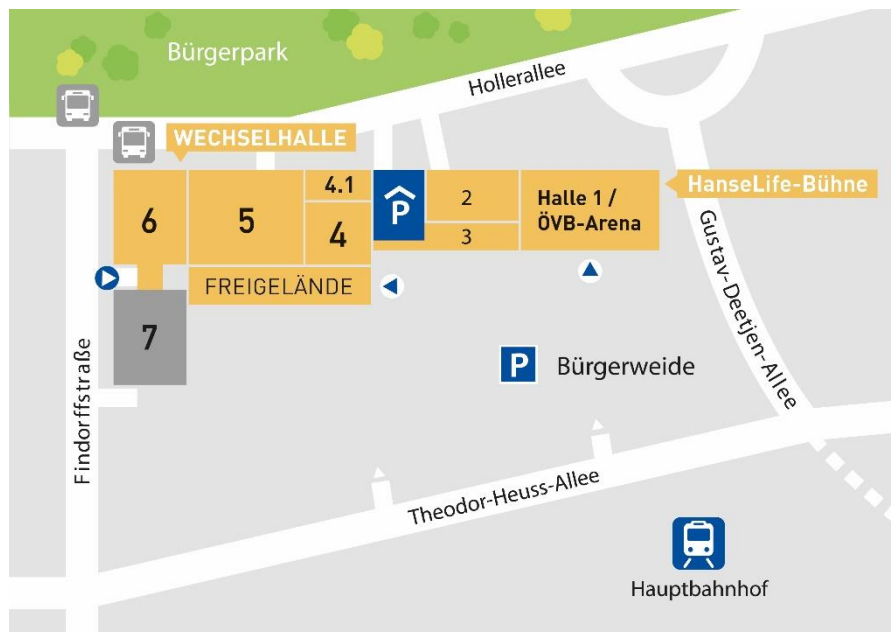 Bürgerpark
Hollerallee
WECHSELHALLE
4.1
P
2
Halle 1 /
ÖVB-Arena
HanseLife-Bühne
6
5
4
3
FREIGELÄNDE
7
P
Bürgerweide
Gustav-Deetjen-Allee
Findorffstraße
Theodor-Heuss-Allee
Hauptbahnhof